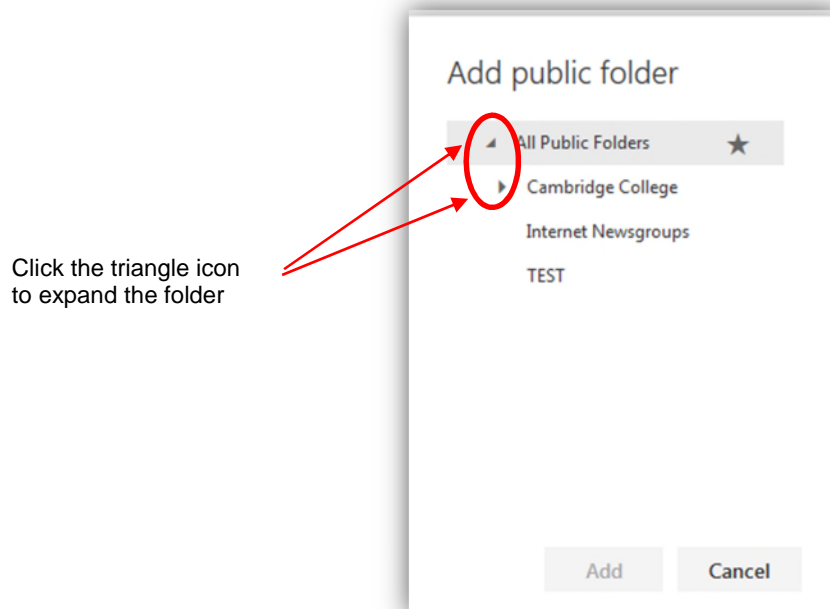 Add public folder
All Public Folders
Cambridge College
Internet Newsgroups
TEST
Click the triangle icon
to expand the folder
Add
Cancel